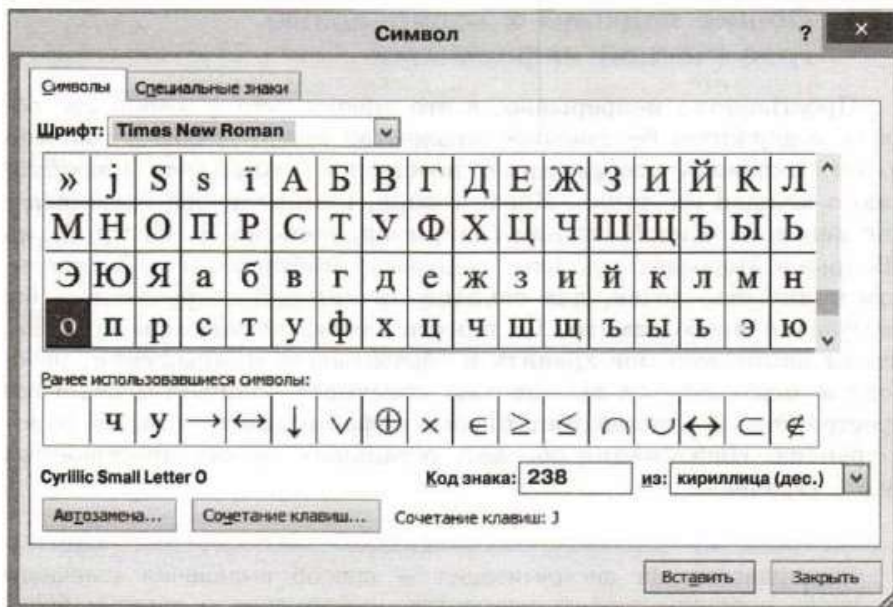 Символ ? ×
Символы Специальные знаки
Шрифт: Times New Roman
» j S s ї А Б В Г Д Е Ж З И Й К Л
М Н О П Р С Т У Ф Х Ц Ч Ш Щ Ъ Ы Ь
Э Ю Я а б в г д е ж з и й к л м н
о п р с т у ф х ц ч ш щ ъ ы ь э ю
Ранее использовавшиеся символы:
ч у → ↔ ↓ ∨ ⊕ × ∈ ≥ ≤ ∩ ∪ ↔ ⊂ ∉
Cyrillic Small Letter O Код знака: 238 из: кириллица (дес.)
Автозамена... Сочетание клавиш... Сочетание клавиш: J
Вставить Закрыть